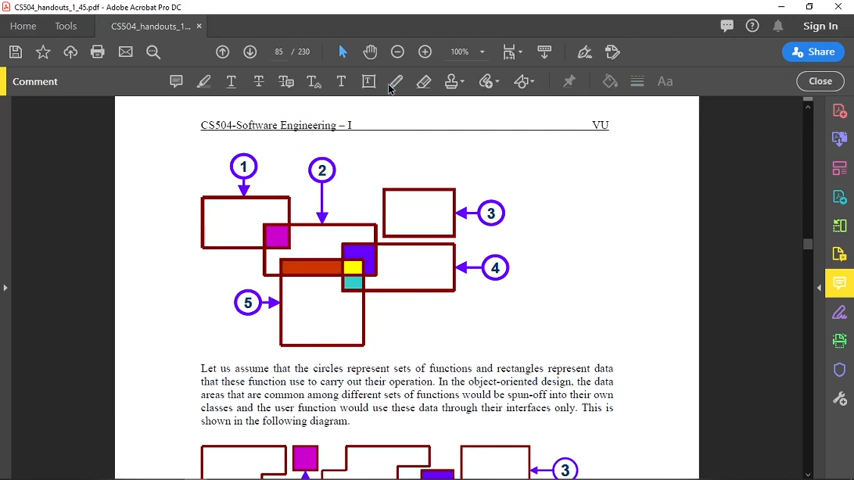 CS504_handouts_1_45.pdf - Adobe Acrobat Pro DC
Home Tools CS504_handouts_1... × Sign In
85 / 230 100% Share
Comment Aa Close
CS504-Software Engineering – I VU
1
2
3
4
5
Let us assume that the circles represent sets of functions and rectangles represent data
that these function use to carry out their operation. In the object-oriented design, the data
areas that are common among different sets of functions would be spun-off into their own
classes and the user function would use these data through their interfaces only. This is
shown in the following diagram.
3